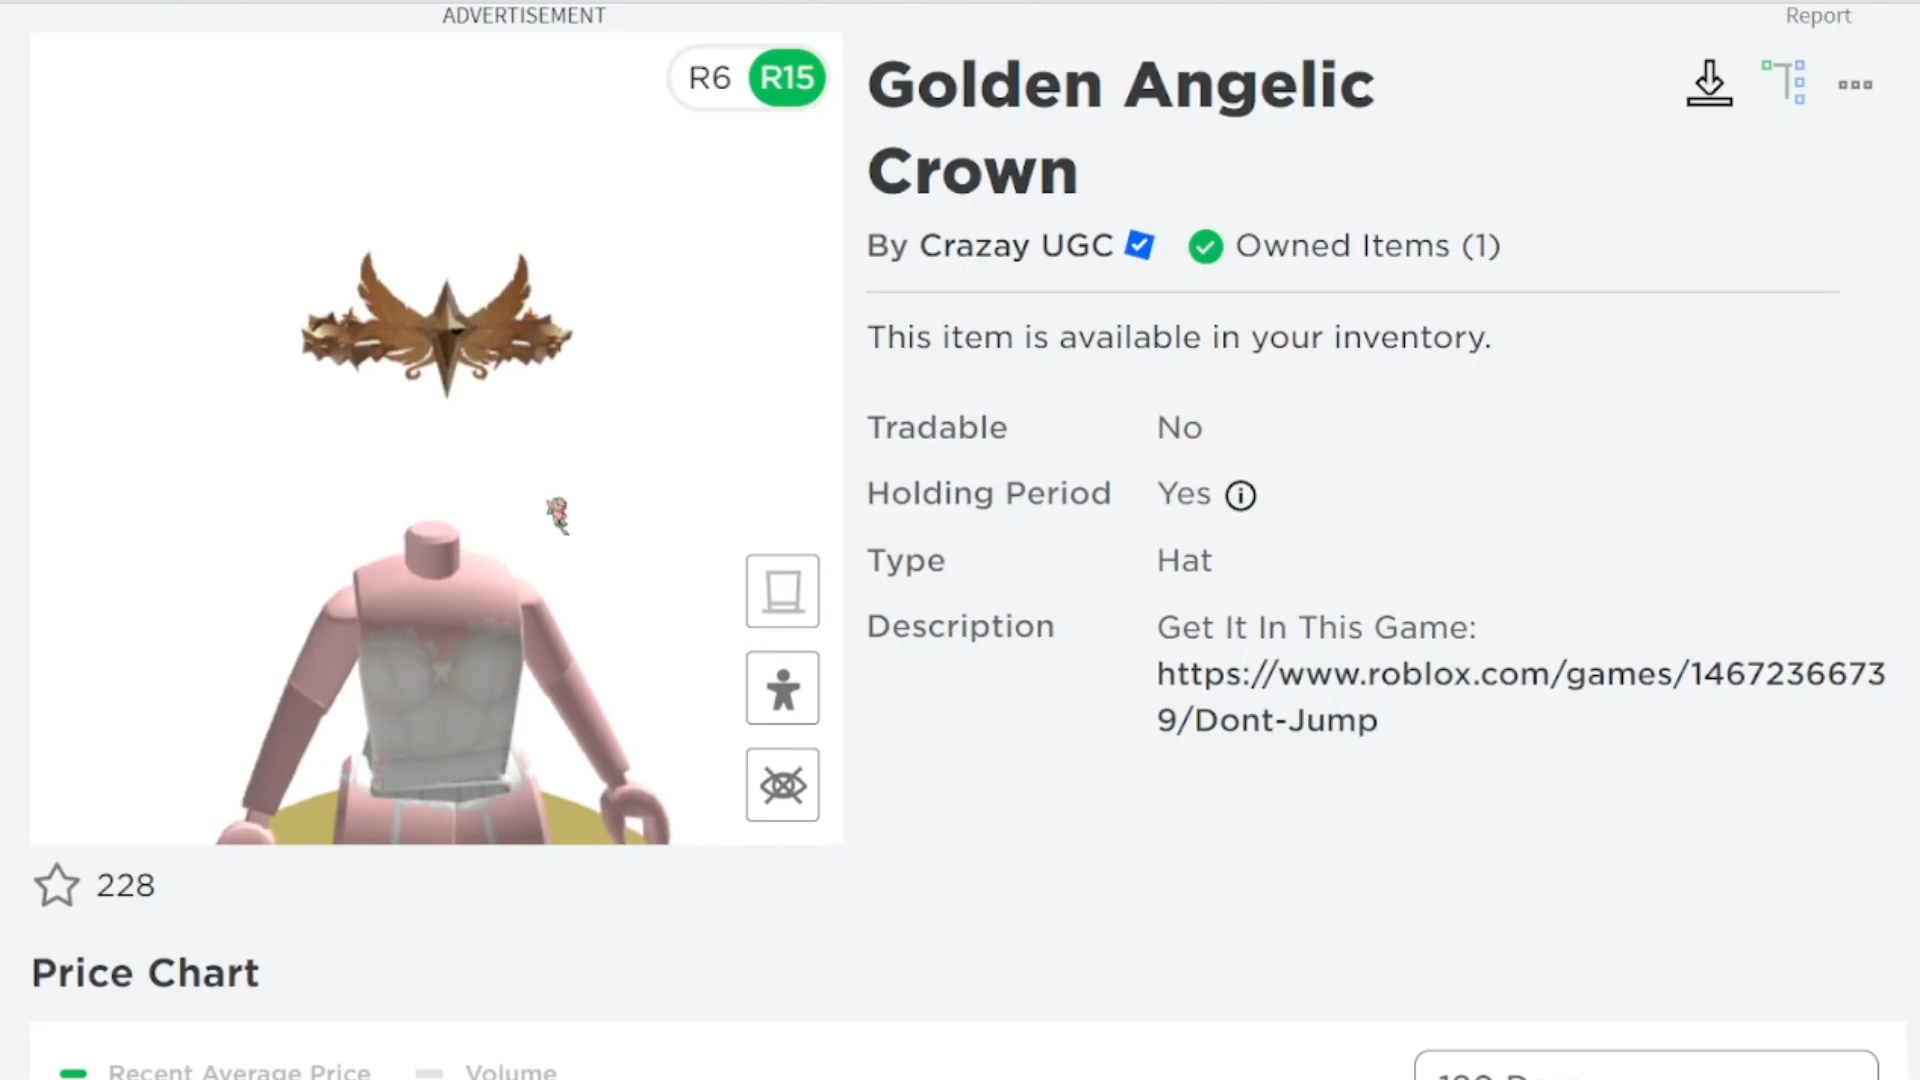 ADVERTISEMENT
Report
R6 R15
Golden Angelic
Crown
By Crazay UGC Owned Items (1)
This item is available in your inventory.
Tradable No
Holding Period Yes
Type Hat
Description Get It In This Game:
https://www.roblox.com/games/1467236673
9/Dont-Jump
228
Price Chart
Recent Average Price Volume